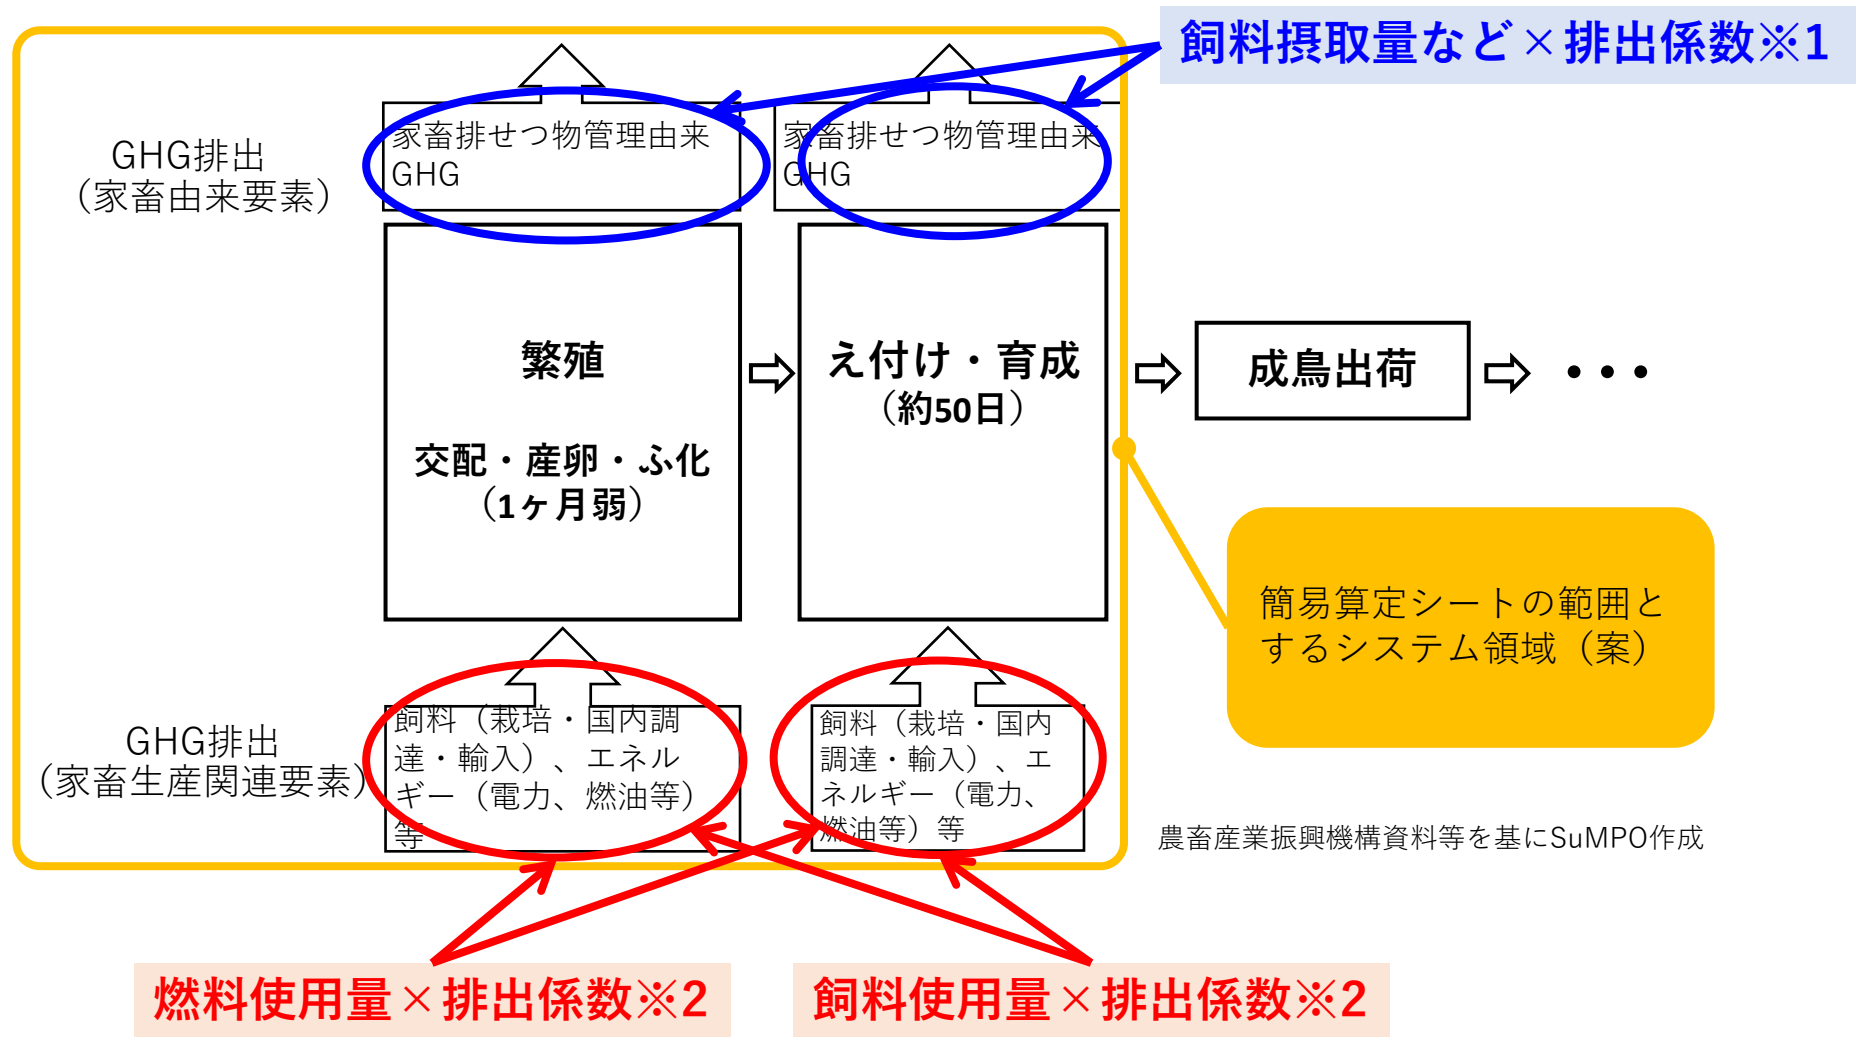 飼料摂取量など×排出係数※1
GHG排出
（家畜由来要素）
家畜排せつ物管理由来
GHG
家畜排せつ物管理由来
GHG
繁殖
交配・産卵・ふ化
（1ヶ月弱）
え付け・育成
（約50日）
成鳥出荷
・・・
簡易算定シートの範囲と
するシステム領域（案）
GHG排出
（家畜生産関連要素）
飼料（栽培・国内調
達・輸入）、エネル
ギー（電力、燃油等）
等
飼料（栽培・国内
調達・輸入）、エ
ネルギー（電力、
燃油等）等
農畜産業振興機構資料等を基にSuMPO作成
燃料使用量×排出係数※2
飼料使用量×排出係数※2